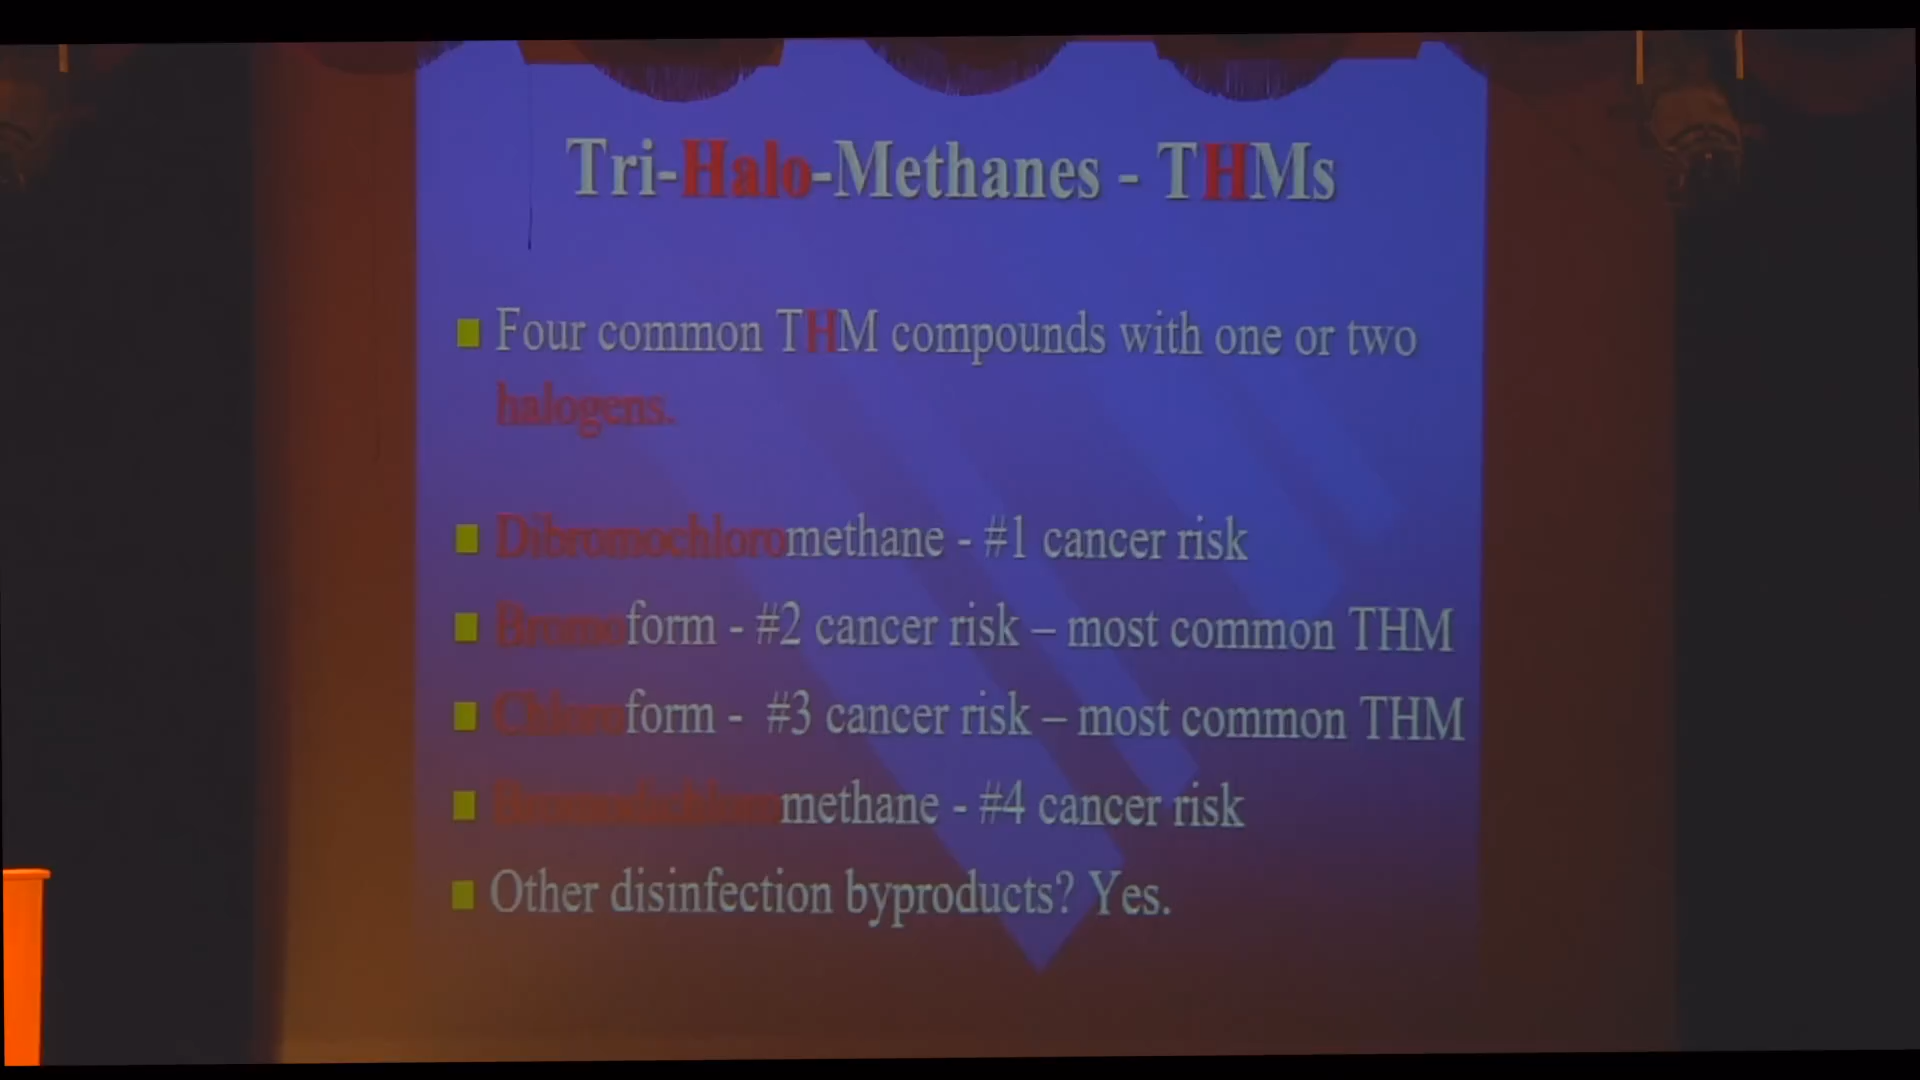 Tri-Halo-Methanes - THMs
Four common THM compounds with one or two
halogens.
Dibromochloromethane - #1 cancer risk
Bromoform - #2 cancer risk – most common THM
Chloroform - #3 cancer risk – most common THM
Bromodichloromethane - #4 cancer risk
Other disinfection byproducts? Yes.